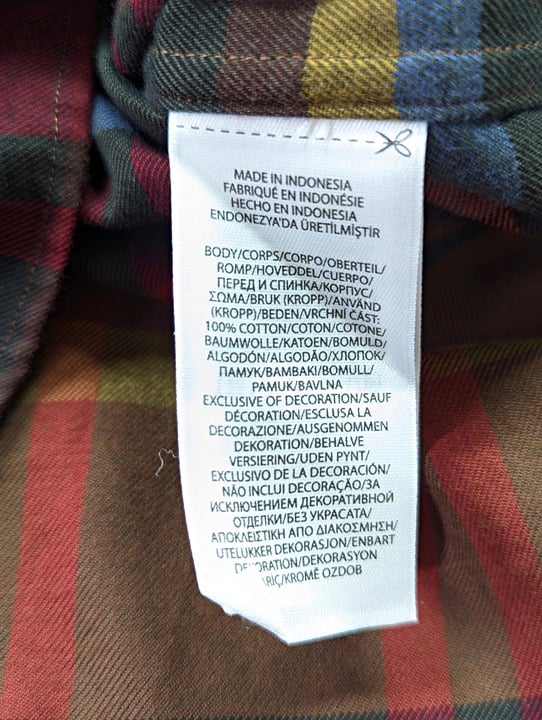 MADE IN INDONESIA
FABRIQUÉ EN INDONÉSIE
HECHO EN INDONESIA
ENDONEZYA'DA ÜRETİLMİŞTİR
BODY/CORPS/CORPO/OBERTEIL/
ROMP/HOVEDDEL/CUERPO/
ПЕРЕД И СПИНКА/КОРПУС/
ΣΩΜΑ/BRUK (KROPP)/ANVÄND
(KROPP)/BEDEN/VRCHNÍ ČÁST:
100% COTTON/COTON/COTONE/
BAUMWOLLE/KATOEN/BOMULD/
ALGODÓN/ALGODÃO/ХЛОПОК/
ПАМУК/ΒΑΜΒΑΚΙ/BOMULL/
PAMUK/BAVLNA
EXCLUSIVE OF DECORATION/SAUF
DÉCORATION/ESCLUSA LA
DECORAZIONE/AUSGENOMMEN
DEKORATION/BEHALVE
VERSIERING/UDEN PYNT/
EXCLUSIVO DE LA DECORACIÓN/
NÃO INCLUI DECORAÇÃO/ЗА
ИСКЛЮЧЕНИЕМ ДЕКОРАТИВНОЙ
ОТДЕЛКИ/БЕЗ УКРАСАТА/
ΑΠΟΚΛΕΙΣΤΙΚΗ ΑΠΟ ΔΙΑΚΟΣΜΗΣΗ/
UTELUKKER DEKORASJON/ENBART
DEKORATION/DEKORASYON
RİÇ/KROMĚ OZDOB